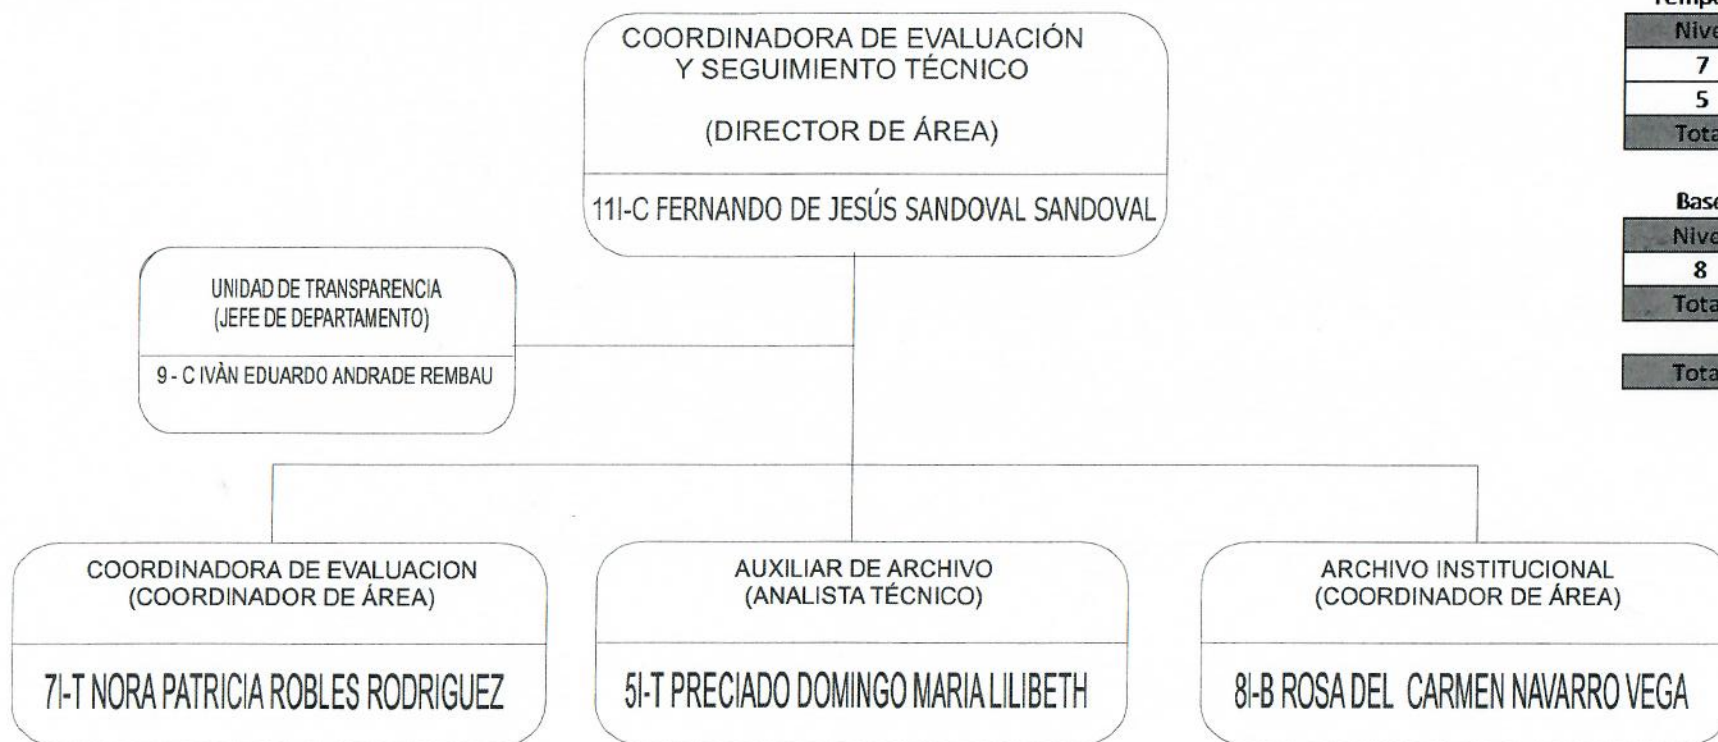 COORDINADORA DE EVALUACIÓN
Y SEGUIMIENTO TÉCNICO
(DIRECTOR DE ÁREA)
11I-C FERNANDO DE JESÚS SANDOVAL SANDOVAL
UNIDAD DE TRANSPARENCIA
(JEFE DE DEPARTAMENTO)
9 - C IVÀN EDUARDO ANDRADE REMBAU
COORDINADORA DE EVALUACION
(COORDINADOR DE ÁREA)
7I-T NORA PATRICIA ROBLES RODRIGUEZ
AUXILIAR DE ARCHIVO
(ANALISTA TÉCNICO)
5I-T PRECIADO DOMINGO MARIA LILIBETH
ARCHIVO INSTITUCIONAL
(COORDINADOR DE ÁREA)
8I-B ROSA DEL CARMEN NAVARRO VEGA
7
5
Base
8